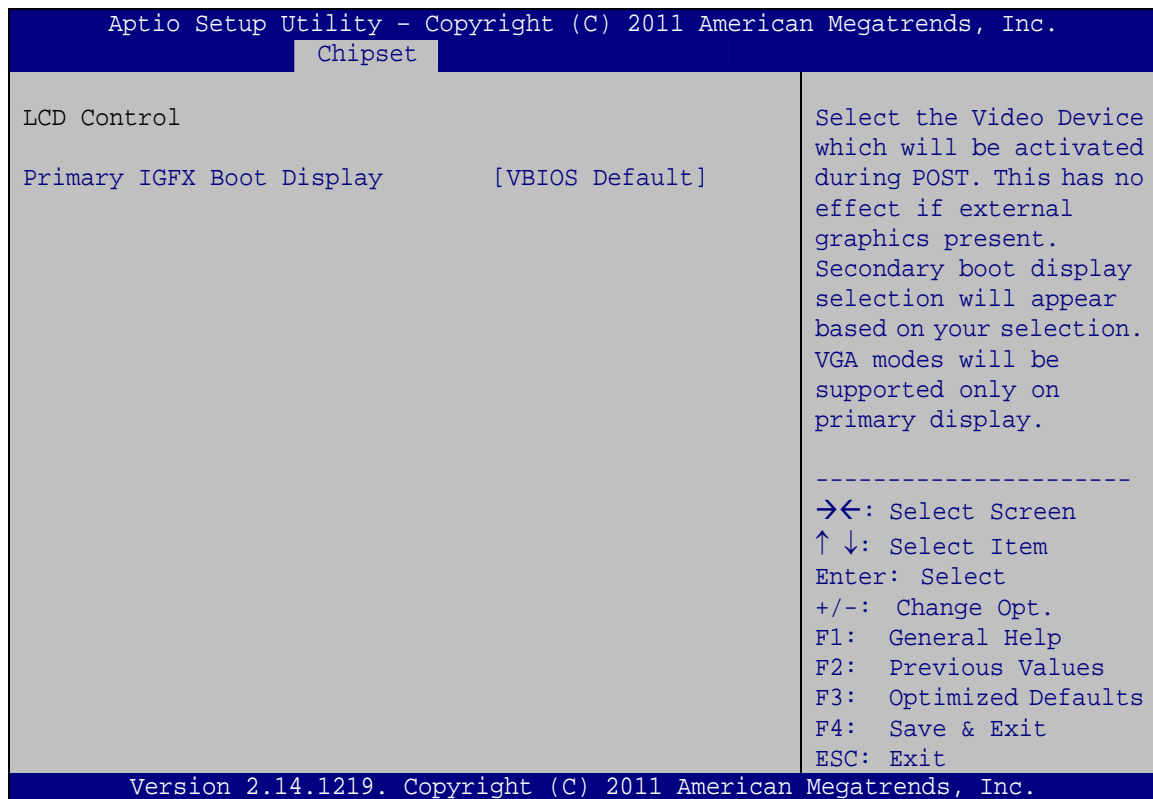 Aptio Setup Utility – Copyright (C) 2011 American Megatrends, Inc.
Chipset
LCD Control
Primary IGFX Boot Display [VBIOS Default]
Select the Video Device
which will be activated
during POST. This has no
effect if external
graphics present.
Secondary boot display
selection will appear
based on your selection.
VGA modes will be
supported only on
primary display.
----------------------
→←: Select Screen
↑ ↓: Select Item
Enter: Select
+/-: Change Opt.
F1: General Help
F2: Previous Values
F3: Optimized Defaults
F4: Save & Exit
ESC: Exit
Version 2.14.1219. Copyright (C) 2011 American Megatrends, Inc.